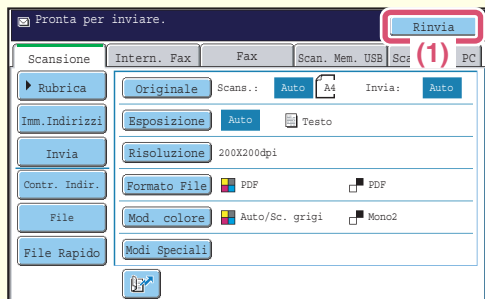 Pronta per inviare.
Rinvia
(1)
Scansione Intern. Fax Fax Scan. Mem. USB Sca PC
Rubrica
Originale Scans.: Auto A4 Invia: Auto
Imm.Indirizzi
Esposizione Auto Testo
Invia
Risoluzione 200X200dpi
Contr. Indir.
Formato File PDF PDF
File
Mod. colore Auto/Sc. grigi Mono2
File Rapido
Modi Speciali